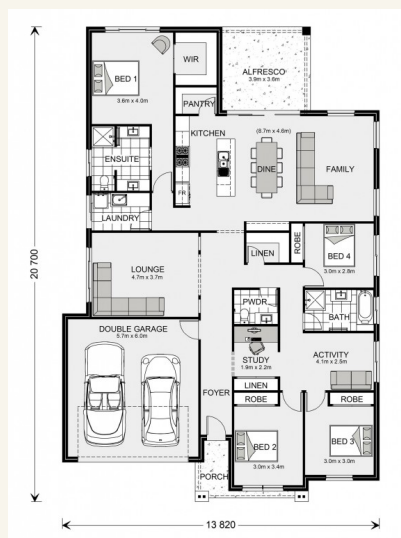 BED 1
3.6m x 4.0m
WIR
ALFRESCO
3.9m x 3.6m
PANTRY
KITCHEN
(8.7m x 4.6m)
DINE
FAMILY
ENSUITE
FR
LAUNDRY
LOUNGE
4.7m x 3.7m
LINEN
ROBE
BED 4
3.0m x 2.8m
20 700
PWDR
BATH
DOUBLE GARAGE
5.7m x 6.0m
STUDY
1.9m x 2.2m
ACTIVITY
4.1m x 2.5m
LINEN
ROBE
ROBE
FOYER
BED 2
3.0m x 3.4m
BED 3
3.0m x 3.0m
PORCH
13 820